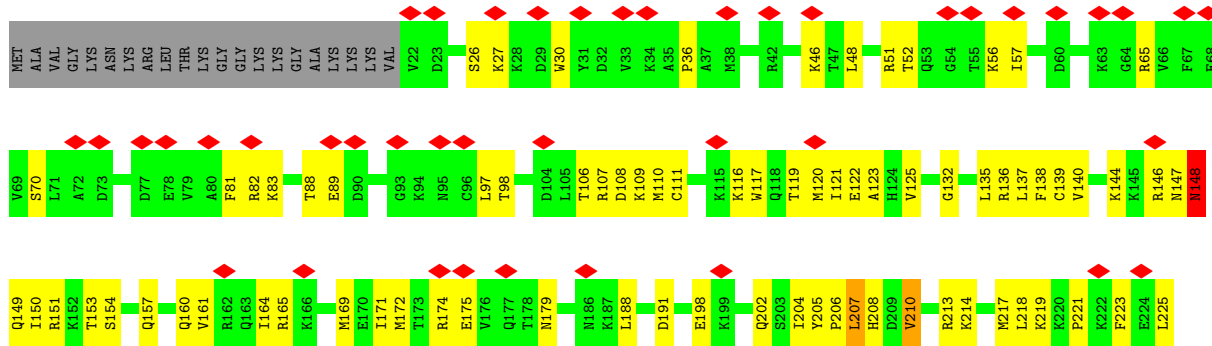 MET ALA VAL GLY LYS ASN LYS ARG LEU THR LYS GLY GLY LYS LYS GLY ALA LYS LYS LYS VAL V22 D23 S26 K27 K28 D29 W30 Y31 D32 V33 K34 A35 P36 A37 M38 R42 K46 T47 L48 R51 T52 Q53 G54 T55 K56 I57 D60 K63 G64 R65 V66 F67 E68
V69 S70 L71 A72 D73 D77 E78 V79 A80 F81 R82 K83 T88 E89 D90 G93 K94 N95 C96 L97 T98 D104 L105 T106 R107 D108 K109 M110 C111 K115 K116 W117 Q118 T119 M120 I121 E122 A123 H124 V125 G132 L135 R136 L137 F138 C139 V140 K144 K145 R146 N147 N148
Q149 I150 R151 K152 T153 S154 Q157 Q160 V161 R162 Q163 I164 R165 K166 M169 E170 I171 M172 T173 R174 E175 V176 Q177 T178 N179 N186 K187 L188 D191 E198 K199 Q202 S203 I204 Y205 P206 L207 H208 D209 V210 R213 K214 M217 L218 K219 K220 P221 K222 F223 E224 L225